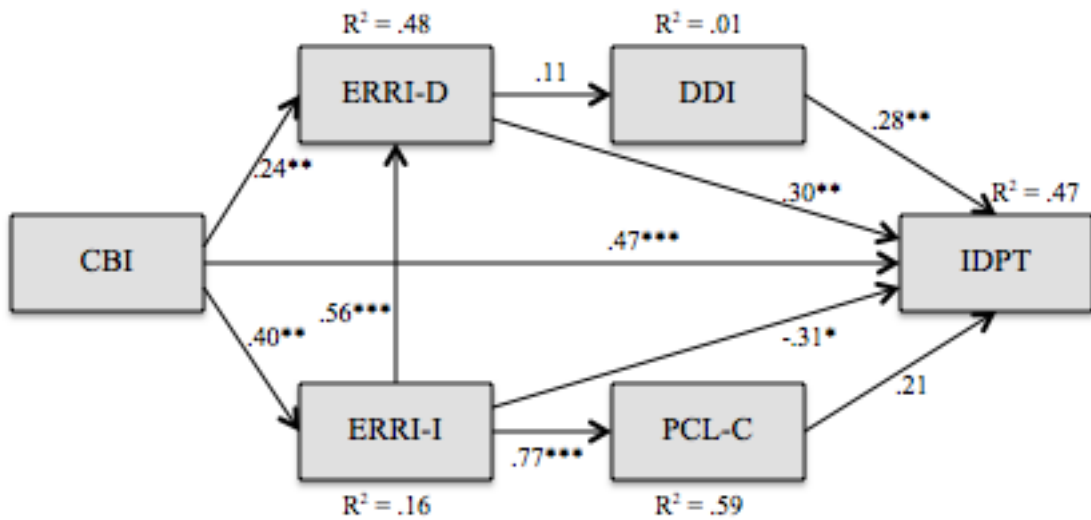 R² = .48
R² = .01
ERRI-D
.11
DDI
.28**
.24**
.30**
R² = .47
CBI
.47***
IDPT
.56***
.40**
-.31*
.21
ERRI-I
.77***
PCL-C
R² = .16
R² = .59